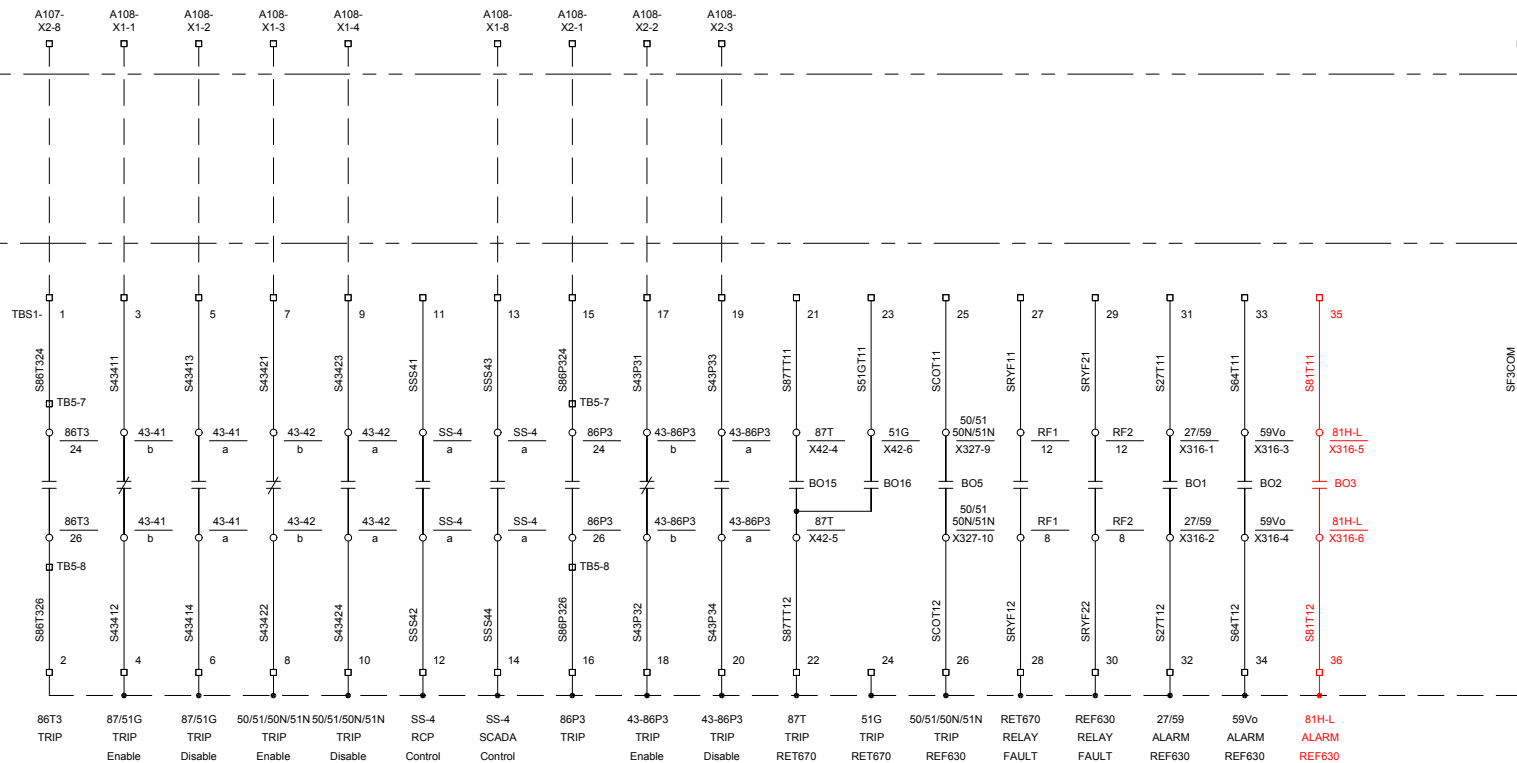 A107- A108- A108- A108- A108- A108- A108- A108- A108-
X2-8 X1-1 X1-2 X1-3 X1-4 X1-8 X2-1 X2-2 X2-3
TBS1- 1 3 5 7 9 11 13 15 17 19 21 23 25 27 29 31 33 35
S86T324 S43411 S43413 S43421 S43423 SSS41 SSS43 S86P324 S43P31 S43P33 S87TT11 S51GT11 SCOT11 SRYF11 SRYF21 S27T11 S64T11 S81T11 SF3COM
TB5-7 TB5-7
50/51
86T3 43-41 43-41 43-42 43-42 SS-4 SS-4 86P3 43-86P3 43-86P3 87T 51G 50N/51N RF1 RF2 27/59 59Vo 81H-L
24 b a b a a a 24 b a X42-4 X42-6 X327-9 12 12 X316-1 X316-3 X316-5
BO15 BO16 BO5 BO1 BO2 BO3
50/51
86T3 43-41 43-41 43-42 43-42 SS-4 SS-4 86P3 43-86P3 43-86P3 87T 50N/51N RF1 RF2 27/59 59Vo 81H-L
26 b a b a a a 26 b a X42-5 X327-10 8 8 X316-2 X316-4 X316-6
TB5-8 TB5-8
S86T326 S43412 S43414 S43422 S43424 SSS42 SSS44 S86P326 S43P32 S43P34 S87TT12 SCOT12 SRYF12 SRYF22 S27T12 S64T12 S81T12
2 4 6 8 10 12 14 16 18 20 22 24 26 28 30 32 34 36
86T3 87/51G 87/51G 50/51/50N/51N 50/51/50N/51N SS-4 SS-4 86P3 43-86P3 43-86P3 87T 51G 50/51/50N/51N RET670 REF630 27/59 59Vo 81H-L
TRIP TRIP TRIP TRIP TRIP RCP SCADA TRIP TRIP TRIP TRIP TRIP TRIP RELAY RELAY ALARM ALARM ALARM
Enable Disable Enable Disable Control Control Enable Disable RET670 RET670 REF630 FAULT FAULT REF630 REF630 REF630